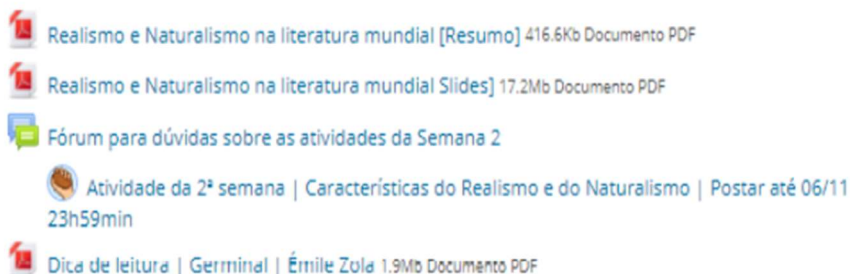 Realismo e Naturalismo na literatura mundial [Resumo] 416.6Kb Documento PDF
Realismo e Naturalismo na literatura mundial Slides] 17.2Mb Documento PDF
Fórum para dúvidas sobre as atividades da Semana 2
Atividade da 2ª semana | Características do Realismo e do Naturalismo | Postar até 06/11
23h59min
Dica de leitura | Germinal | Émile Zola 1.9Mb Documento PDF